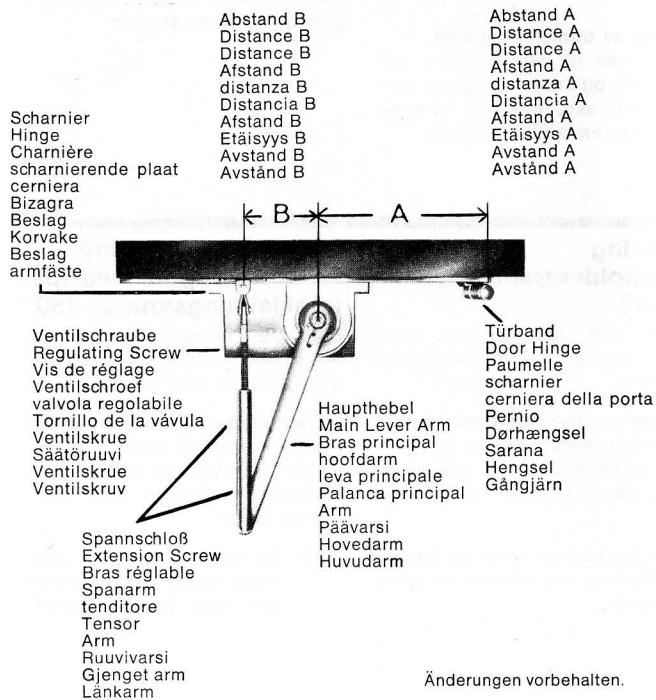 Abstand B
Distance B
Distance B
Afstand B
distanza B
Distancia B
Afstand B
Etäisyys B
Avstand B
Avstånd B
Abstand A
Distance A
Distance A
Afstand A
distanza A
Distancia A
Afstand A
Etäisyys A
Avstand A
Avstånd A
Scharnier
Hinge
Charnière
scharnierende plaat
cerniera
Bizagra
Beslag
Korvake
Beslag
armfäste
B
A
Ventilschraube
Regulating Screw
Vis de réglage
Ventilschroef
valvola regolabile
Tornillo de la vávula
Ventilskrue
Säätöruuvi
Ventilskrue
Ventilskruv
Türband
Door Hinge
Paumelle
scharnier
cerniera della porta
Pernio
Dørhængsel
Sarana
Hengsel
Gångjärn
Haupthebel
Main Lever Arm
Bras principal
hoofdarm
leva principale
Palanca principal
Arm
Päävarsi
Hovedarm
Huvudarm
Spannschloß
Extension Screw
Bras réglable
Spanarm
tenditore
Tensor
Arm
Ruuvivarsi
Gjenget arm
Länkarm
Änderungen vorbehalten.